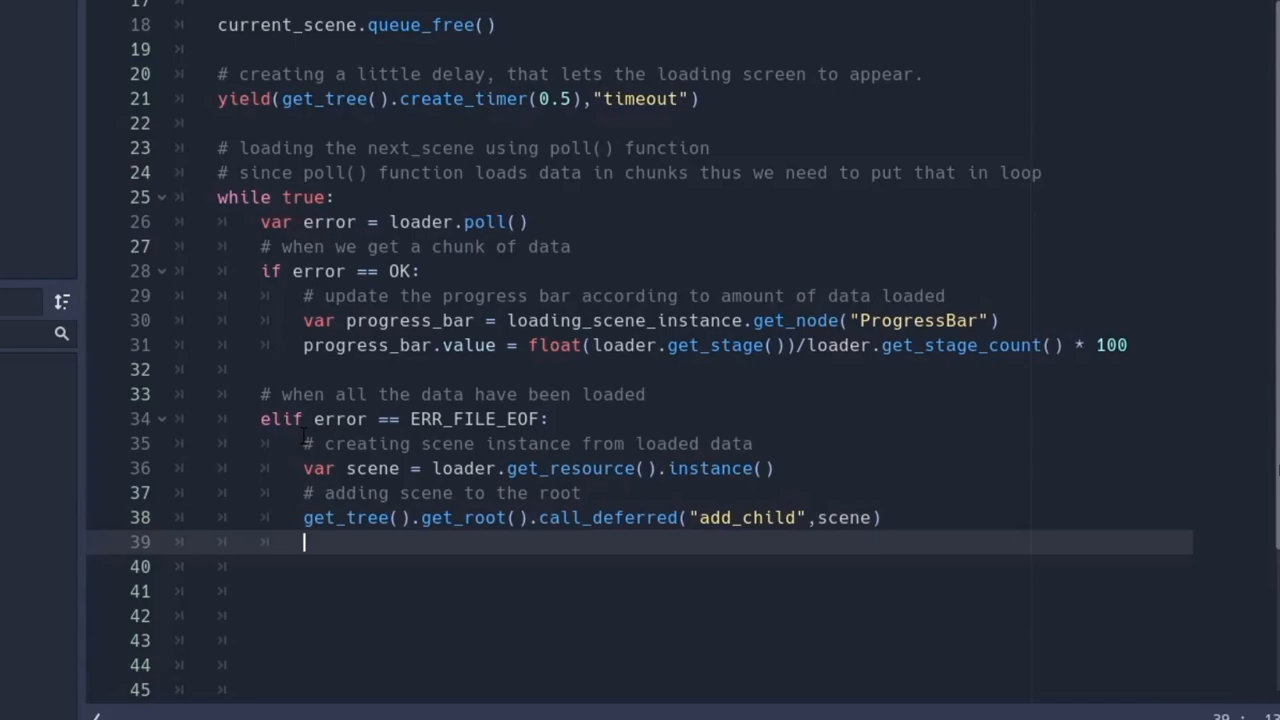 17
18 current_scene.queue_free()
19
20 # creating a little delay, that lets the loading screen to appear.
21 yield(get_tree().create_timer(0.5),"timeout")
22
23 # loading the next_scene using poll() function
24 # since poll() function loads data in chunks thus we need to put that in loop
25 while true:
26 var error = loader.poll()
27 # when we get a chunk of data
28 if error == OK:
29 # update the progress bar according to amount of data loaded
30 var progress_bar = loading_scene_instance.get_node("ProgressBar")
31 progress_bar.value = float(loader.get_stage())/loader.get_stage_count() * 100
32
33 # when all the data have been loaded
34 elif error == ERR_FILE_EOF:
35 # creating scene instance from loaded data
36 var scene = loader.get_resource().instance()
37 # adding scene to the root
38 get_tree().get_root().call_deferred("add_child",scene)
39
40
41
42
43
44
45